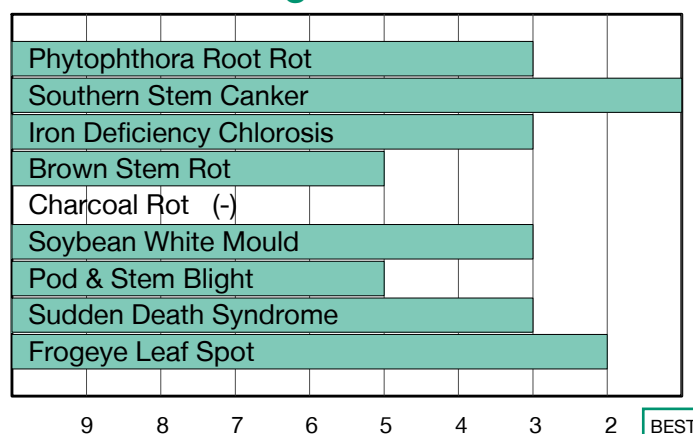 Phytophthora Root Rot
Southern Stem Canker
Iron Deficiency Chlorosis
Brown Stem Rot
Charcoal Rot (-)
Soybean White Mould
Pod & Stem Blight
Sudden Death Syndrome
Frogeye Leaf Spot
9 8 7 6 5 4 3 2 BEST